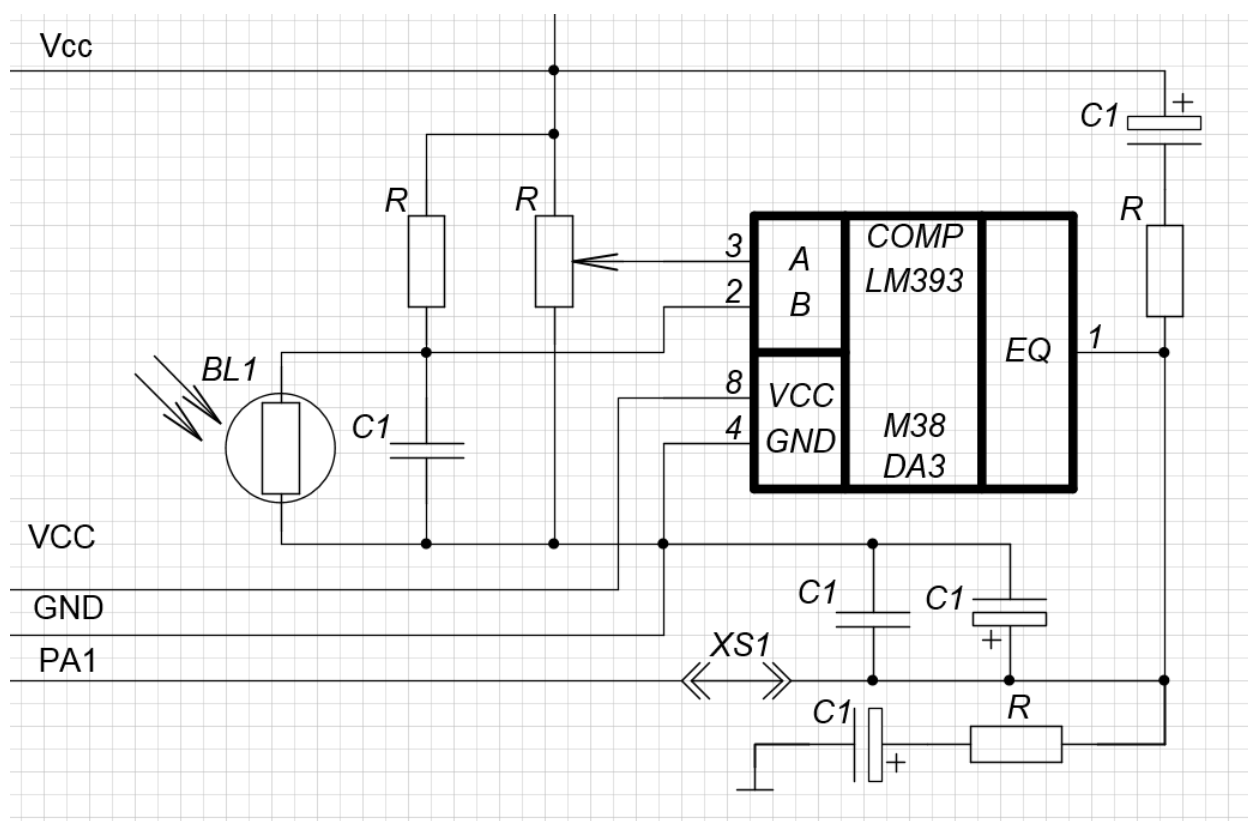 Vcc
C1 +
R
R
R
3
A
COMP
LM393
2
B
EQ
1
BL1
8
VCC
C1
4
GND
M38
DA3
VCC
GND
C1
C1
+
PA1
XS1
C1
+
R